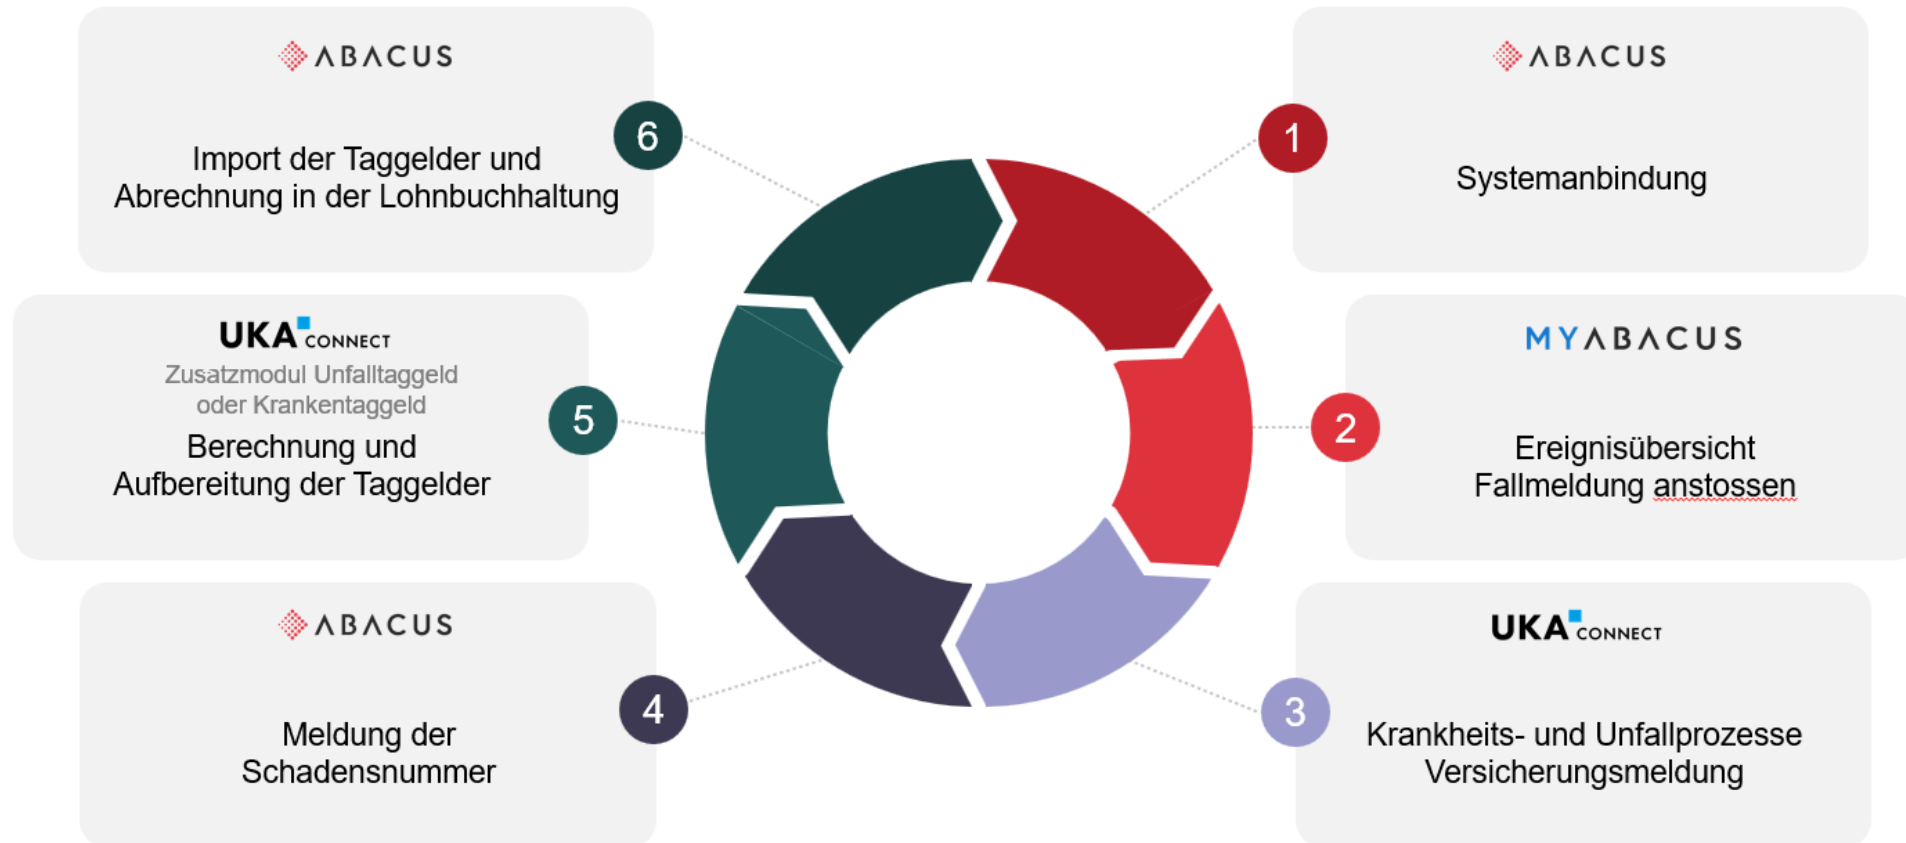 ABACUS
1
Systemanbindung
MYABACUS
2
Ereignisübersicht
Fallmeldung anstossen
UKA CONNECT
3
Krankheits- und Unfallprozesse
Versicherungsmeldung
ABACUS
4
Meldung der
Schadensnummer
UKA CONNECT
Zusatzmodul Unfalltaggeld
oder Krankentaggeld
5
Berechnung und
Aufbereitung der Taggelder
ABACUS
6
Import der Taggelder und
Abrechnung in der Lohnbuchhaltung